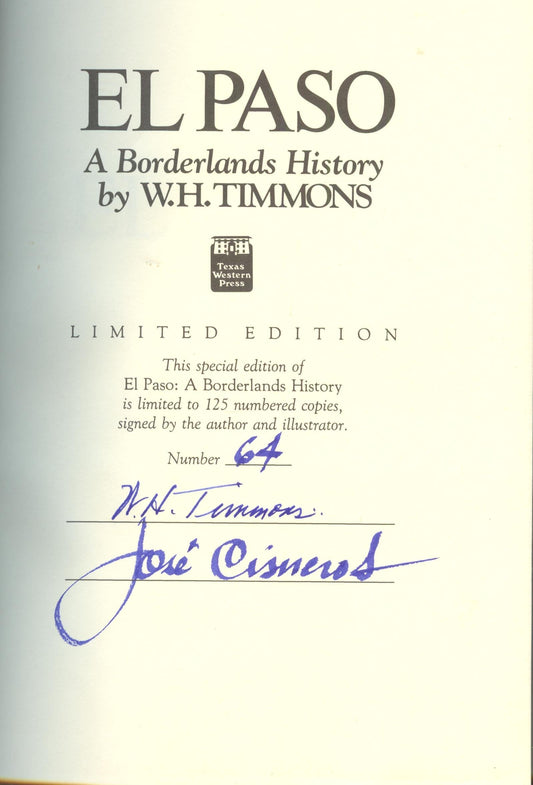 EL PASO
A Borderlands History
by W.H. TIMMONS
Texas
Western
Press
LIMITED EDITION
This special edition of
El Paso: A Borderlands History
is limited to 125 numbered copies,
signed by the author and illustrator.
Number 64
W.H. Timmons.
José Cisneros